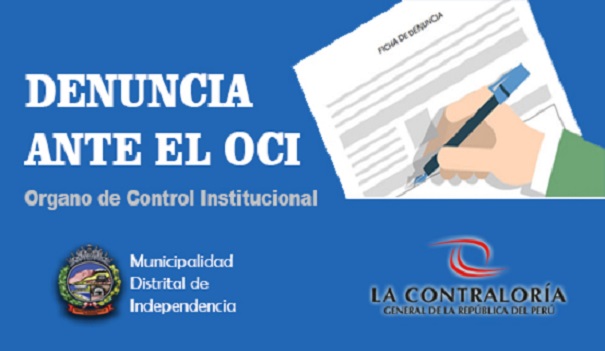 FICHA DE DENUNCIA
DENUNCIA
ANTE EL OCI
Organo de Control Institucional
Municipalidad
Distrital de
Independencia
LA CONTRALORÍA
GENERAL DE LA REPÚBLICA DEL PERÚ